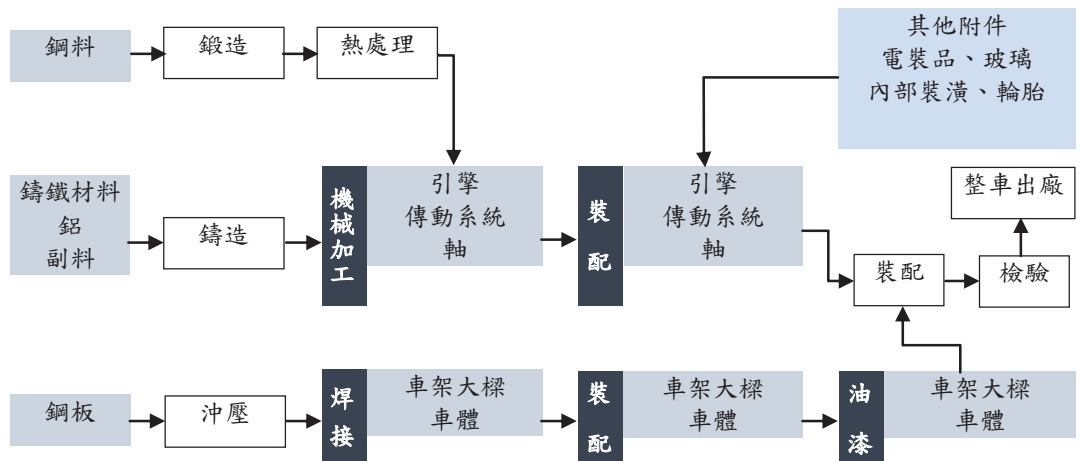 鋼料
鍛造
熱處理
其他附件
電裝品、玻璃
內部裝潢、輪胎
鑄鐵材料
鋁
副料
鑄造
機械加工
引擎
傳動系統
軸
裝配
引擎
傳動系統
軸
裝配
檢驗
整車出廠
鋼板
沖壓
焊接
車架大樑
車體
裝配
車架大樑
車體
油漆
車架大樑
車體